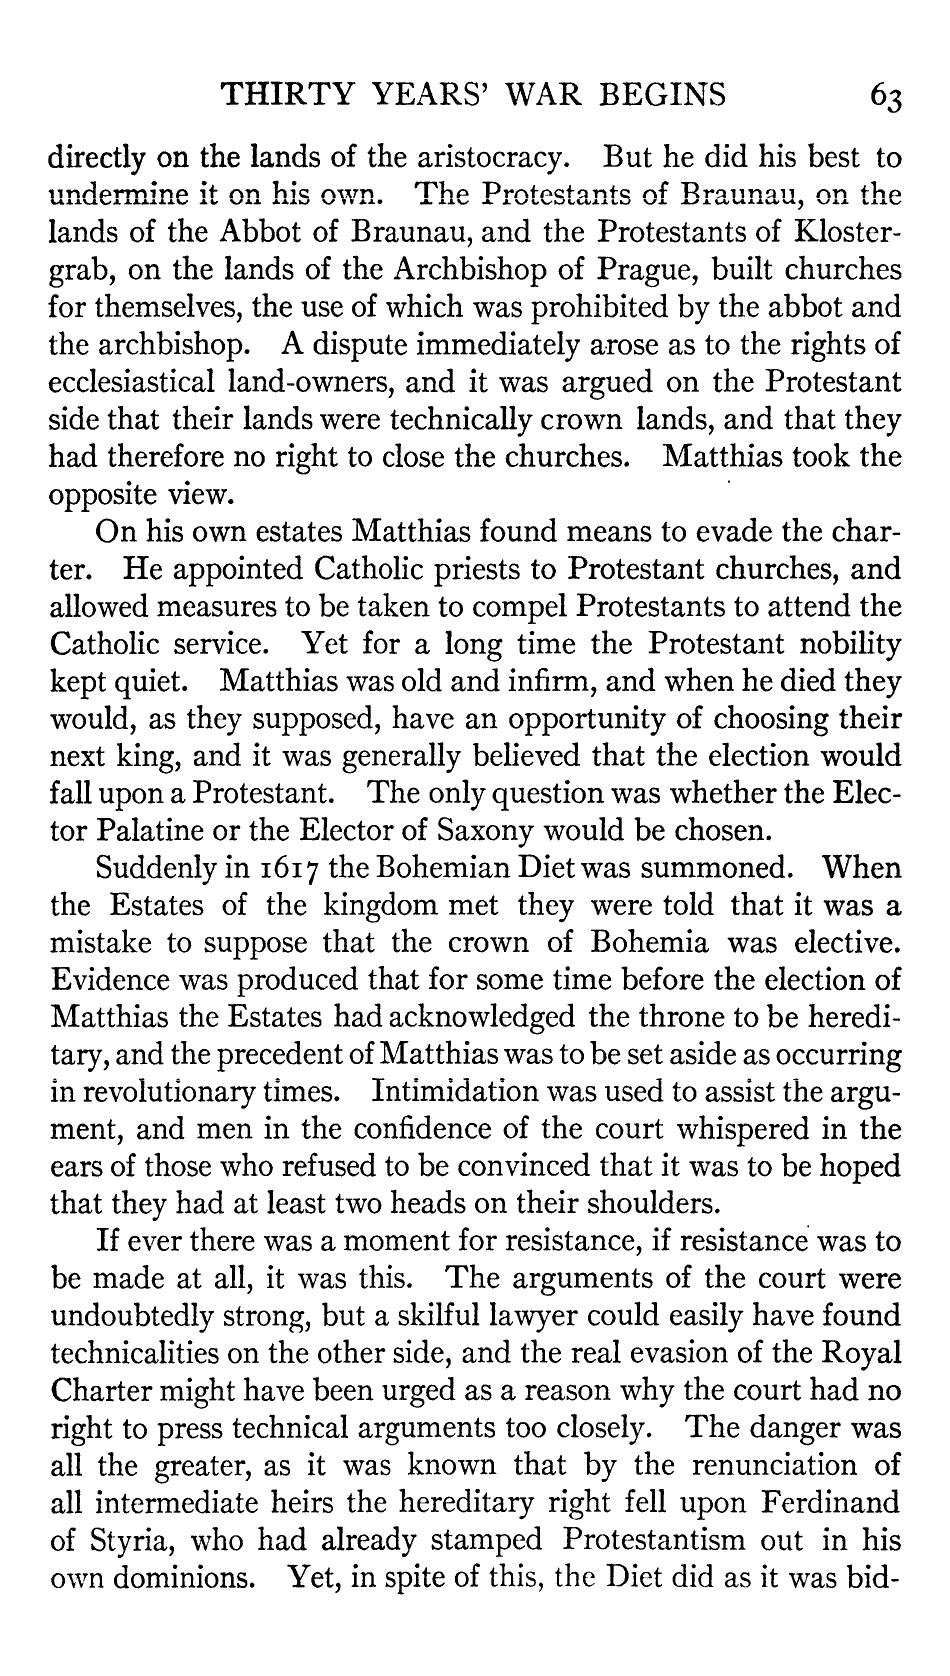 THIRTY YEARS' WAR BEGINS 63
directly on the lands of the aristocracy. But he did his best to
undermine it on his own. The Protestants of Braunau, on the
lands of the Abbot of Braunau, and the Protestants of Kloster-
grab, on the lands of the Archbishop of Prague, built churches
for themselves, the use of which was prohibited by the abbot and
the archbishop. A dispute immediately arose as to the rights of
ecclesiastical land-owners, and it was argued on the Protestant
side that their lands were technically crown lands, and that they
had therefore no right to close the churches. Matthias took the
opposite view.
On his own estates Matthias found means to evade the char-
ter. He appointed Catholic priests to Protestant churches, and
allowed measures to be taken to compel Protestants to attend the
Catholic service. Yet for a long time the Protestant nobility
kept quiet. Matthias was old and infirm, and when he died they
would, as they supposed, have an opportunity of choosing their
next king, and it was generally believed that the election would
fall upon a Protestant. The only question was whether the Elec-
tor Palatine or the Elector of Saxony would be chosen.
Suddenly in 1617 the Bohemian Diet was summoned. When
the Estates of the kingdom met they were told that it was a
mistake to suppose that the crown of Bohemia was elective.
Evidence was produced that for some time before the election of
Matthias the Estates had acknowledged the throne to be heredi-
tary, and the precedent of Matthias was to be set aside as occurring
in revolutionary times. Intimidation was used to assist the argu-
ment, and men in the confidence of the court whispered in the
ears of those who refused to be convinced that it was to be hoped
that they had at least two heads on their shoulders.
If ever there was a moment for resistance, if resistance was to
be made at all, it was this. The arguments of the court were
undoubtedly strong, but a skilful lawyer could easily have found
technicalities on the other side, and the real evasion of the Royal
Charter might have been urged as a reason why the court had no
right to press technical arguments too closely. The danger was
all the greater, as it was known that by the renunciation of
all intermediate heirs the hereditary right fell upon Ferdinand
of Styria, who had already stamped Protestantism out in his
own dominions. Yet, in spite of this, the Diet did as it was bid-